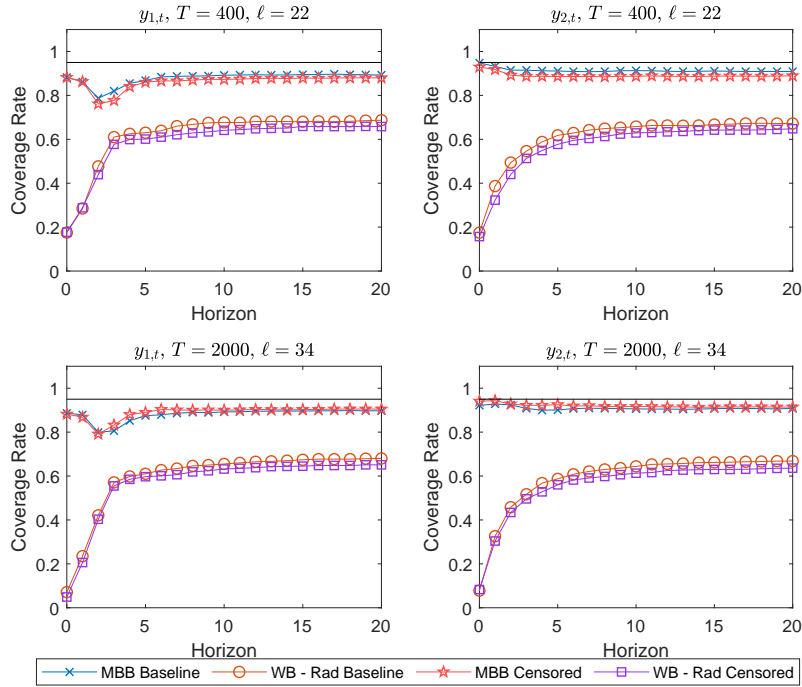 y1,t, T = 400, ℓ = 22
Coverage Rate
1
0.8
0.6
0.4
0.2
0
0 5 10 15 20
Horizon
y2,t, T = 400, ℓ = 22
Coverage Rate
1
0.8
0.6
0.4
0.2
0
0 5 10 15 20
Horizon
y1,t, T = 2000, ℓ = 34
Coverage Rate
1
0.8
0.6
0.4
0.2
0
0 5 10 15 20
Horizon
y2,t, T = 2000, ℓ = 34
Coverage Rate
1
0.8
0.6
0.4
0.2
0
0 5 10 15 20
Horizon
MBB Baseline WB - Rad Baseline MBB Censored WB - Rad Censored